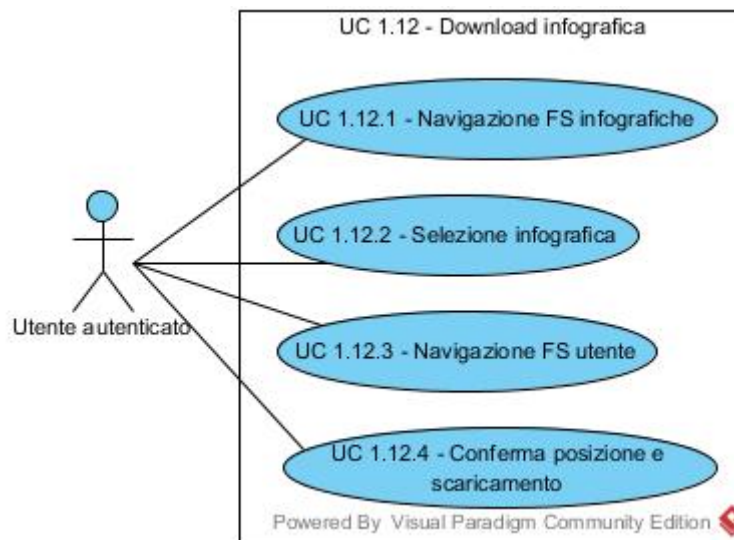 UC 1.12 - Download infografica
UC 1.12.1 - Navigazione FS infografiche
UC 1.12.2 - Selezione infografica
Utente autenticato
UC 1.12.3 - Navigazione FS utente
UC 1.12.4 - Conferma posizione e
scaricamento
Powered By Visual Paradigm Community Edition